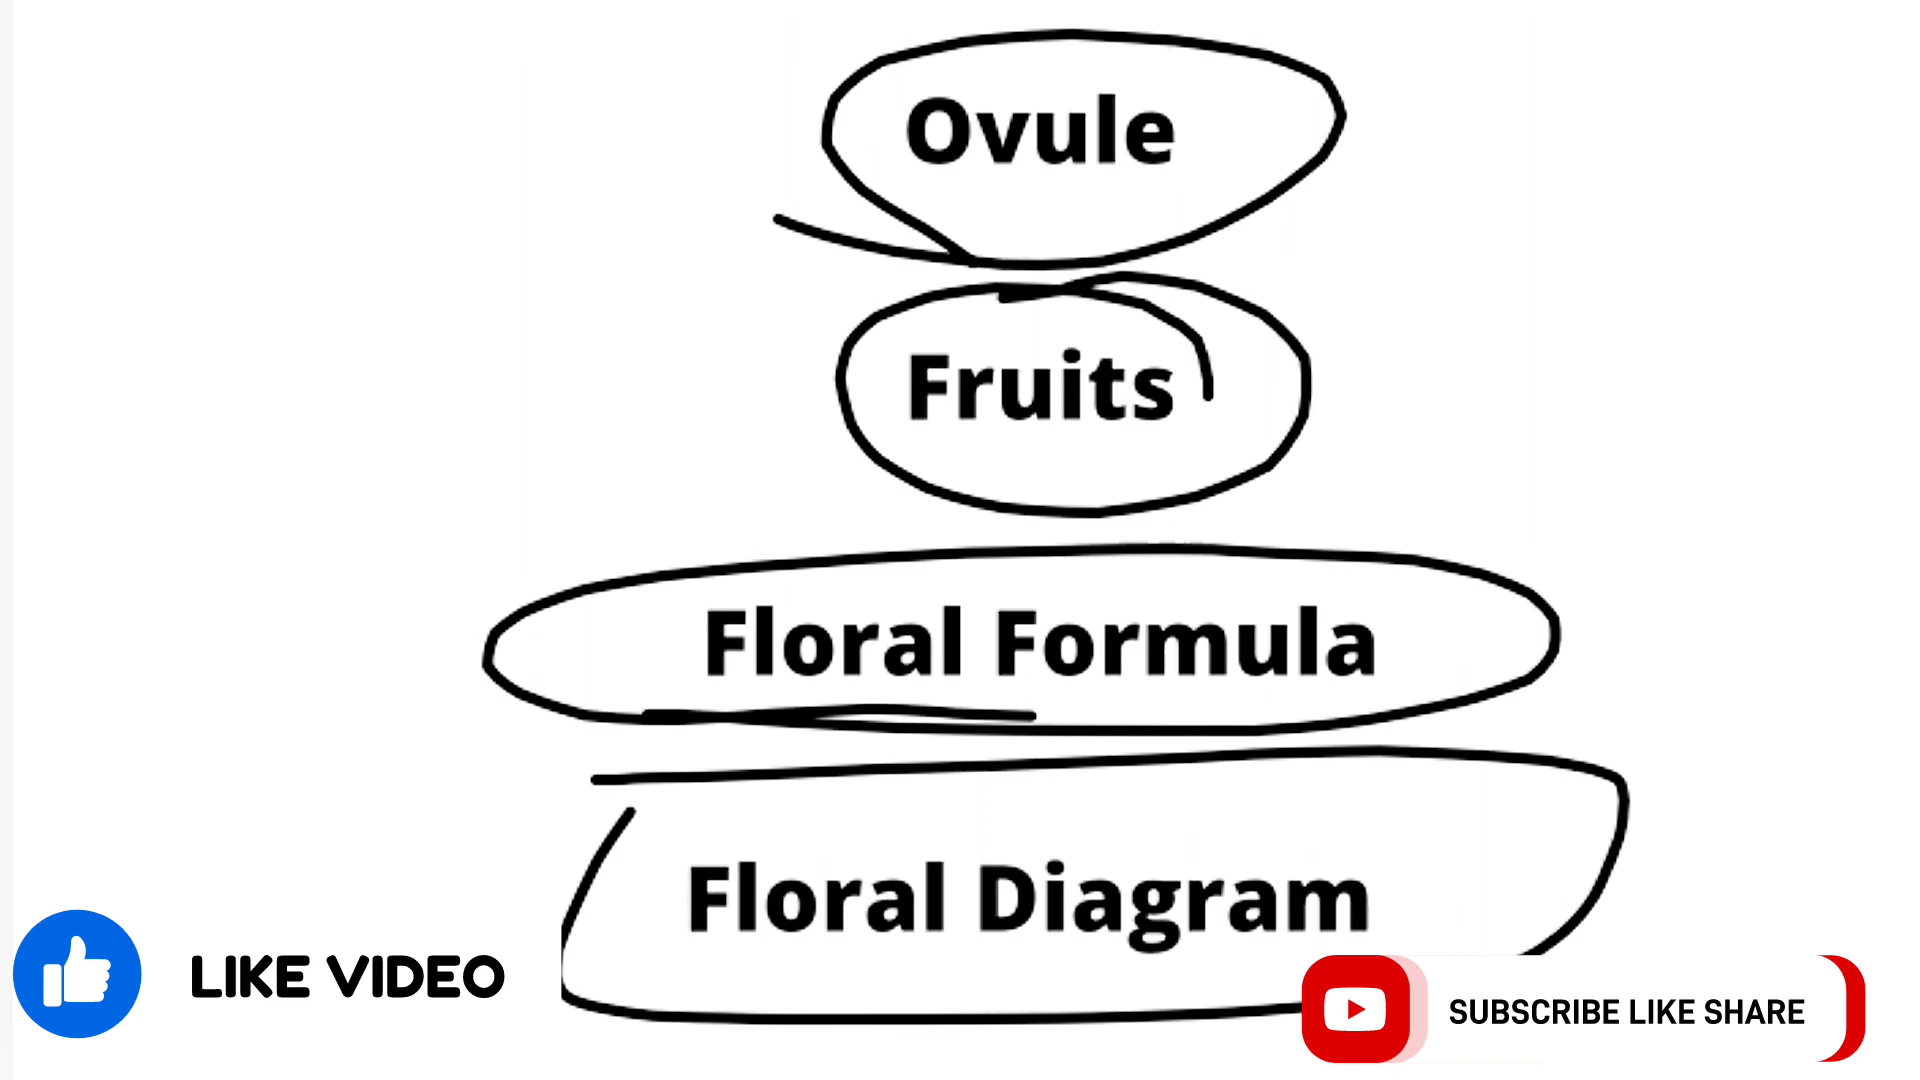 Ovule
Fruits
Floral Formula
Floral Diagram
LIKE VIDEO
SUBSCRIBE LIKE SHARE